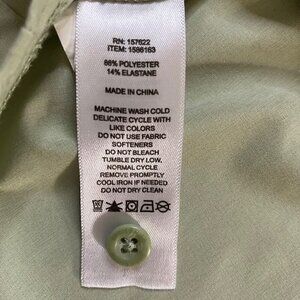 RN: 157622
ITEM: 1586163
86% POLYESTER
14% ELASTANE
MADE IN CHINA
MACHINE WASH COLD
DELICATE CYCLE WITH
LIKE COLORS
DO NOT USE FABRIC
SOFTENERS
DO NOT BLEACH
TUMBLE DRY LOW,
NORMAL CYCLE
REMOVE PROMPTLY
COOL IRON IF NEEDED
DO NOT DRY CLEAN